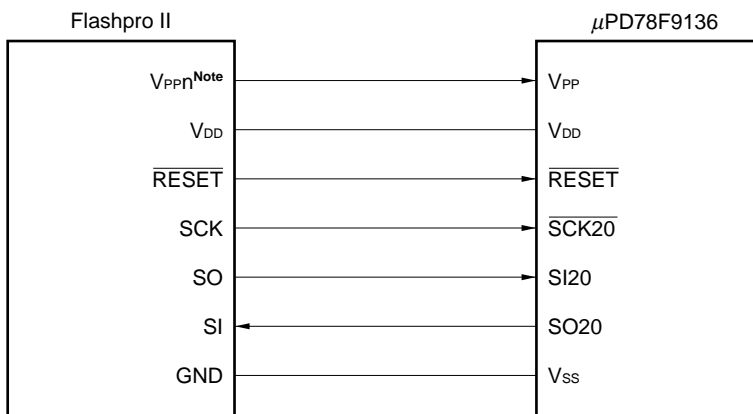 Flashpro II μPD78F9136
VPPnNote VPP
VDD VDD
RESET RESET
SCK SCK20
SO SI20
SI SO20
GND VSS